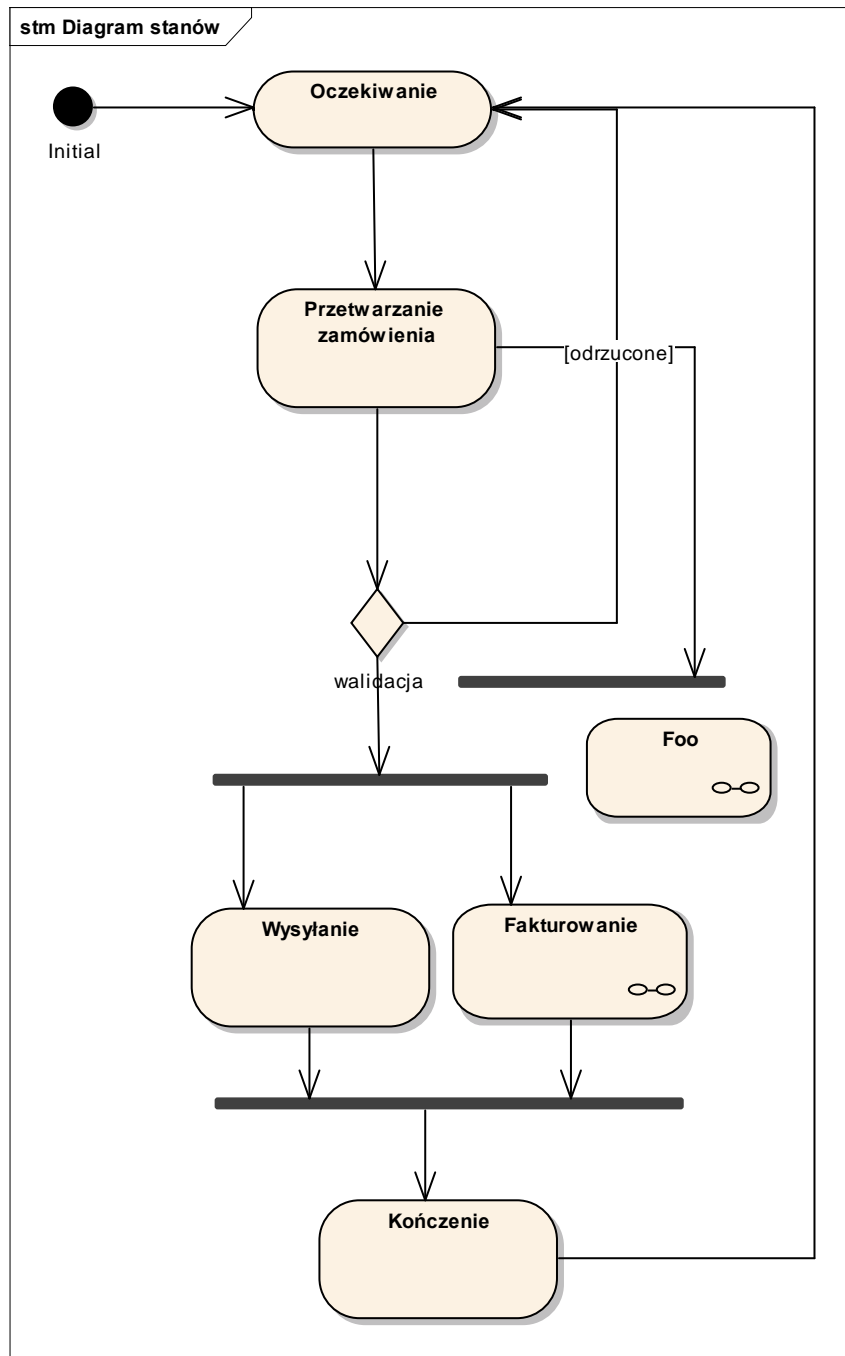 stm Diagram stanów
Oczekiwanie
Initial
Przetwarzanie
zamówienia
[odrzucone]
walidacja
Foo
Wysyłanie
Fakturowanie
Kończenie